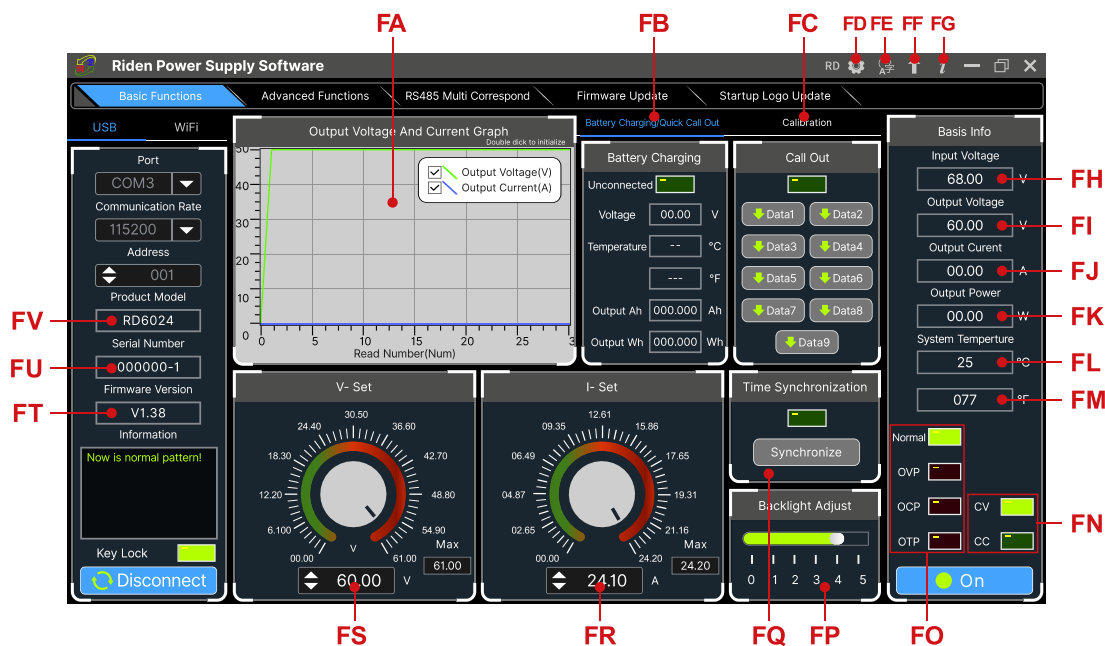 FA
FB
FC
FD FE FF FG
Riden Power Supply Software
RD
Basic Functions
Advanced Functions
RS485 Multi Correspond
Firmware Update
Startup Logo Update
USB
WiFi
Port
COM3
Communication Rate
115200
Address
001
Product Model
FV
RD6024
Serial Number
FU
000000-1
Firmware Version
FT
V1.38
Information
Now is normal pattern!
Key Lock
Disconnect
Output Voltage And Current Graph
Double dick to initialize
50
40
30
20
10
0
Output Voltage(V)
Output Current(A)
0 5 10 15 20 25 3
Read Number(Num)
Battery Charging/Quick Call Out
Calibration
Battery Charging
Unconnected
Voltage 00.00 V
Temperature -- °C
--- °F
Output Ah 000.000 Ah
Output Wh 000.000 Wh
Call Out
Data1 Data2
Data3 Data4
Data5 Data6
Data7 Data8
Data9
Basis Info
Input Voltage
68.00 V
FH
Output Voltage
60.00 V
FI
Output Curent
00.00 A
FJ
Output Power
00.00 W
FK
System Temperture
25 °C
FL
077 °F
FM
V- Set
30.50
24.40 36.60
18.30 42.70
12.20 48.80
6.100 54.90
00.00 V 61.00
Max
61.00
60.00 V
FS
I- Set
12.61
09.35 15.86
06.49 17.65
04.87 19.31
02.65 21.16
00.00 A 24.20
Max
24.20
24.10 A
FR
Time Synchronization
Synchronize
FQ
Backlight Adjust
0 1 2 3 4 5
FP
Normal
OVP
OCP
OTP
CV
CC
FN
On
FO